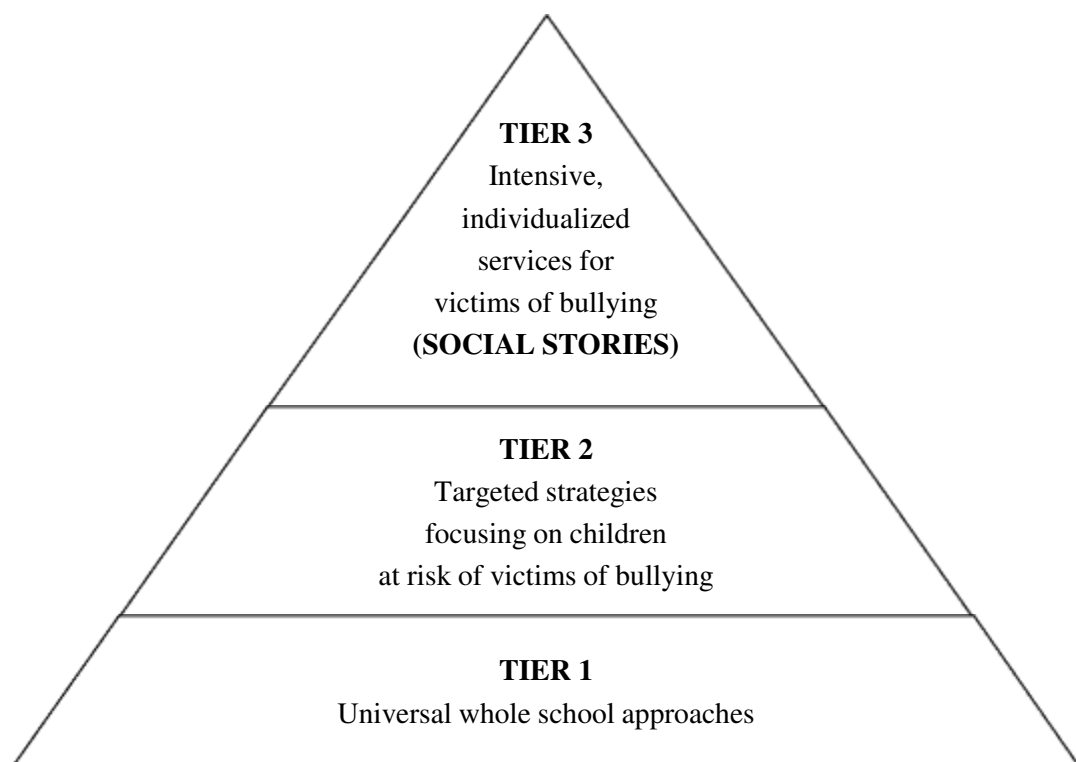 TIER 3
Intensive,
individualized
services for
victims of bullying
(SOCIAL STORIES)
TIER 2
Targeted strategies
focusing on children
at risk of victims of bullying
TIER 1
Universal whole school approaches